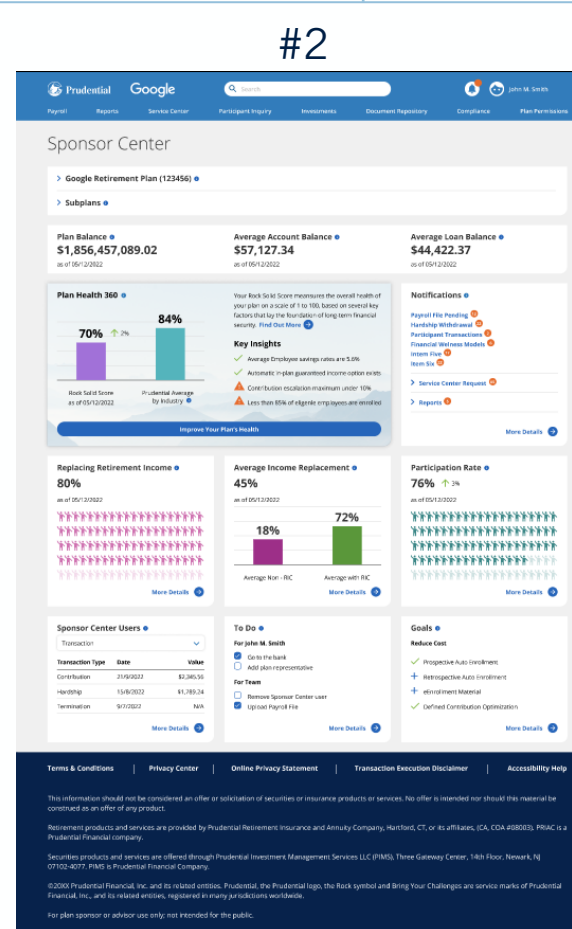 #2
Prudential Google Search John M. Smith
Payroll Reports Service Center Participant Inquiry Investments Document Repository Compliance Plan Permissions
Sponsor Center
Google Retirement Plan (123456)
Subplans
Plan Balance
$1,856,457,089.02
as of 05/12/2022
Average Account Balance
$57,127.34
as of 05/12/2022
Average Loan Balance
$44,422.37
as of 05/12/2022
Plan Health 360
70% 2%
84%
Rock Solid Score
as of 05/12/2022
Prudential Average
by Industry
Your Rock Solid Score meansures the overall health of
your plan on a scale of 1 to 100, based on several key
factors that lay the foundation of long term financial
security. Find Out More
Key Insights
Average Employee savings rates are 5.6%
Automatic in-plan guaranteed income option exists
Contribution escalation maximum under 10%
Less than 85% of eligenle employees are enrolled
Improve Your Plan's Health
Notifications
Payroll File Pending
Hardship Withdrawal
Participant Transactions
Financial Welness Models
Intem Five
Item Six
Service Center Request
Reports
More Details
Replacing Retirement Income
80%
as of 05/12/2022
More Details
Average Income Replacement
45%
as of 05/12/2022
18%
72%
Average Non - RIC
Average with RIC
More Details
Participation Rate
76% 3%
as of 05/12/2022
More Details
Sponsor Center Users
Transaction
Transaction Type Date Value
Contribution 21/9/2022 $2,345.56
Hardship 15/8/2022 $1,789.24
Termination 9/7/2022 N/A
More Details
To Do
For John M. Smith
Go to the bank
Add plan representative
For Team
Remove Sponsor Center user
Upload Payroll File
More Details
Goals
Reduce Cost
Prospective Auto Enrollment
Retrospective Auto Enrollment
eEnrollment Material
Defined Contribution Optimization
More Details
Terms & Conditions | Privacy Center | Online Privacy Statement | Transaction Execution Disclaimer | Accessibility Help
This information should not be considered an offer or solicitation of securities or insurance products or services. No offer is intended nor should this material be
construed as an offer of any product.
Retirement products and services are provided by Prudential Retirement Insurance and Annuity Company, Hartford, CT, or its affiliates, (CA, COA #08003). PRIAC is a
Prudential Financial company.
Securities products and services are offered through Prudential Investment Management Services LLC (PIMS), Three Gateway Center, 14th Floor, Newark, NJ
07102-4077. PIMS is Prudential Financial Company.
©20XX Prudential Financial, Inc. and its related entities. Prudential, the Prudential logo, the Rock symbol and Bring Your Challenges are service marks of Prudential
Financial, Inc., and its related entities, registered in many jurisdictions worldwide.
For plan sponsor or advisor use only; not intended for the public.